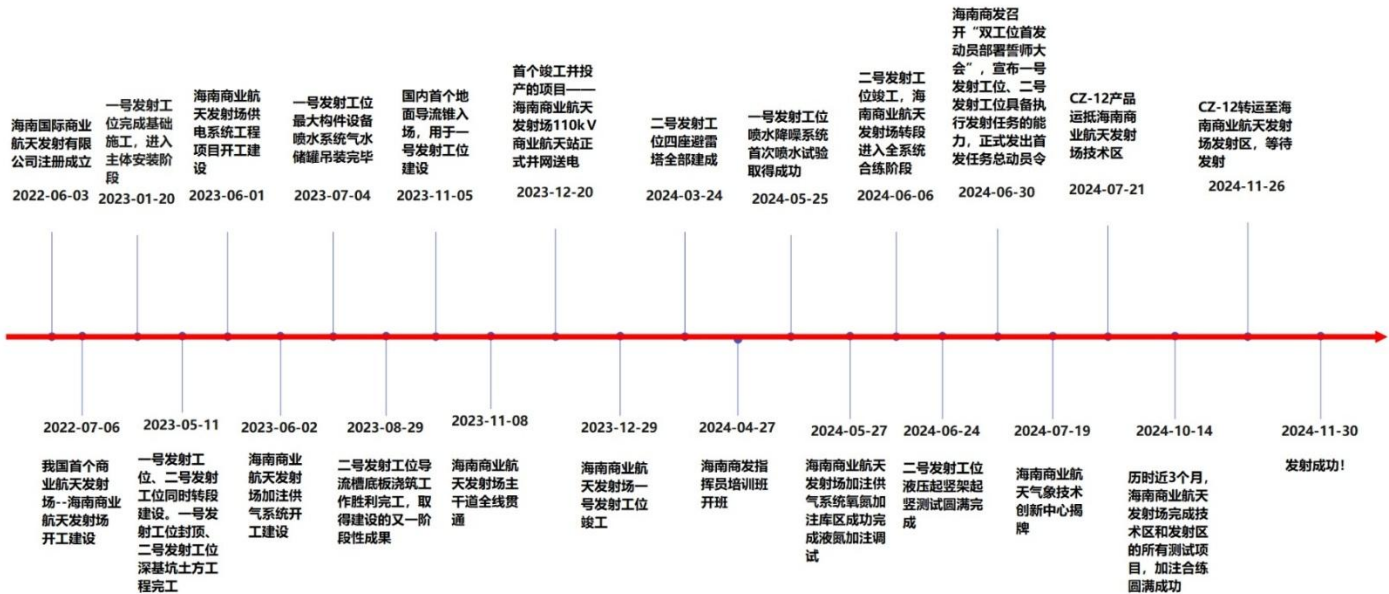 海南国际商业
航天发射有限
公司注册成立
2022-06-03
一号发射工
位完成基础
施工，进入
主体安装阶
段
2023-01-20
海南商业航
天发射场供
电系统工程
项目开工建
设
2023-06-01
一号发射工位
最大构件设备
喷水系统气水
储罐吊装完毕
2023-07-04
国内首个地
面导流锥入
场，用于一
号发射工位
建设
2023-11-05
首个竣工并投
产的项目——
海南商业航天
发射场110kV
商业航天站正
式并网送电
2023-12-20
二号发射工
位四座避雷
塔全部建成
2024-03-24
一号发射工位
喷水降噪系统
首次喷水试验
取得成功
2024-05-25
二号发射工
位竣工，海
南商业航天
发射场转段
进入全系统
合练阶段
2024-06-06
海南商发召
开“双工位首发
动员部署誓师大
会”，宣布一号
发射工位、二号
发射工位具备执
行发射任务的能
力，正式发出首
发任务总动员令
2024-06-30
CZ-12产品
运抵海南商
业航天发射
场技术区
2024-07-21
CZ-12转运至海
南商业航天发射
场发射区，等待
发射
2024-11-26
2022-07-06
我国首个商
业航天发射
场--海南商业
航天发射场
开工建设
2023-05-11
一号发射工
位、二号发射
工位同时转段
建设。一号发
射工位封顶、
二号发射工位
深基坑土方工
程完工
2023-06-02
海南商业
航天发射
场加注供
气系统开
工建设
2023-08-29
二号发射工位导
流槽底板浇筑工
作胜利完工，取
得建设的又一阶
段性成果
2023-11-08
海南商业航
天发射场主
干道全线贯
通
2023-12-29
海南商业航
天发射场一
号发射工位
竣工
2024-04-27
海南商发指
挥员培训班
开班
2024-05-27
海南商业航天
发射场加注供
气系统氧氮加
注库区成功完
成液氮加注调
试
2024-06-24
二号发射工位
液压起竖架起
竖测试圆满完
成
2024-07-19
海南商业航
天气象技术
创新中心揭
牌
2024-10-14
历时近3个月，
海南商业航天
发射场完成技
术区和发射区
的所有测试项
目，加注合练
圆满成功
2024-11-30
发射成功！